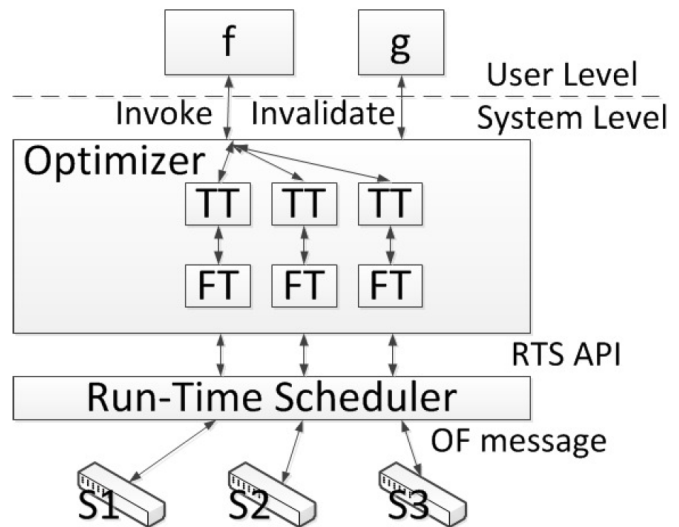 f g
User Level
Invoke Invalidate
System Level
Optimizer
TT TT TT
FT FT FT
RTS API
Run-Time Scheduler
OF message
S1 S2 S3